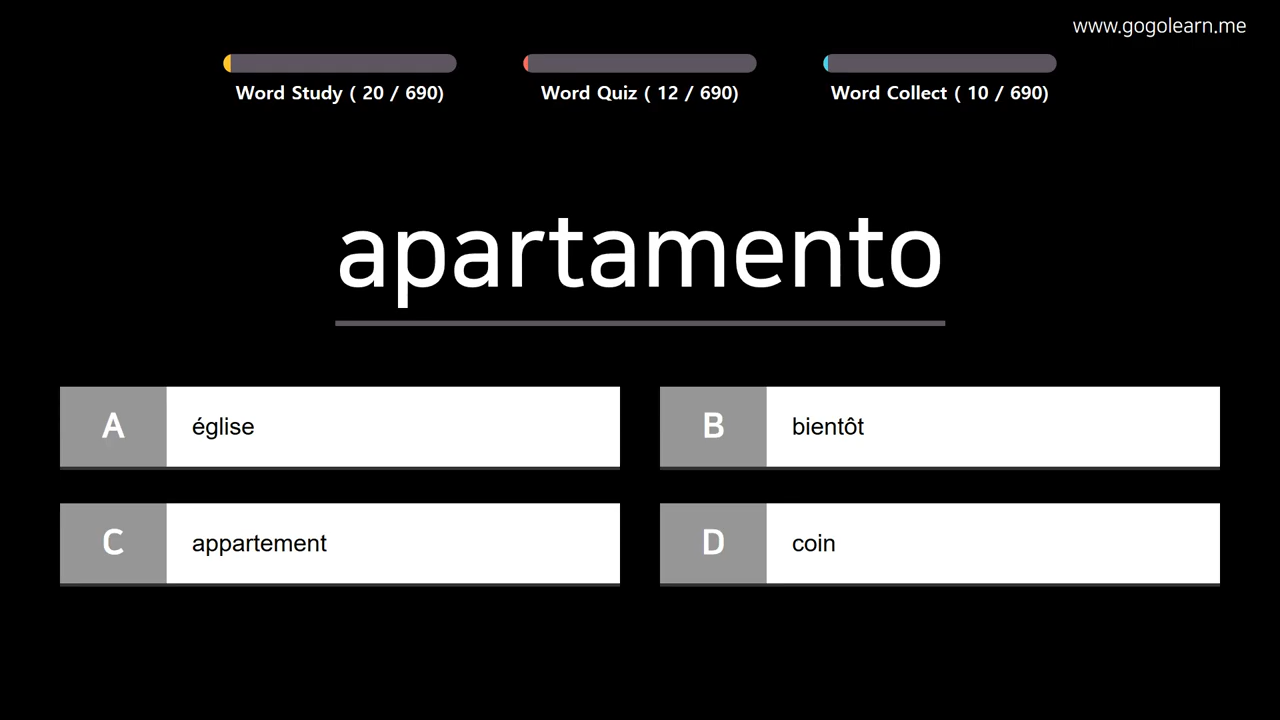 www.gogolearn.me
Word Study ( 20 / 690)
Word Quiz ( 12 / 690)
Word Collect ( 10 / 690)
apartamento
A église
B bientôt
C appartement
D coin